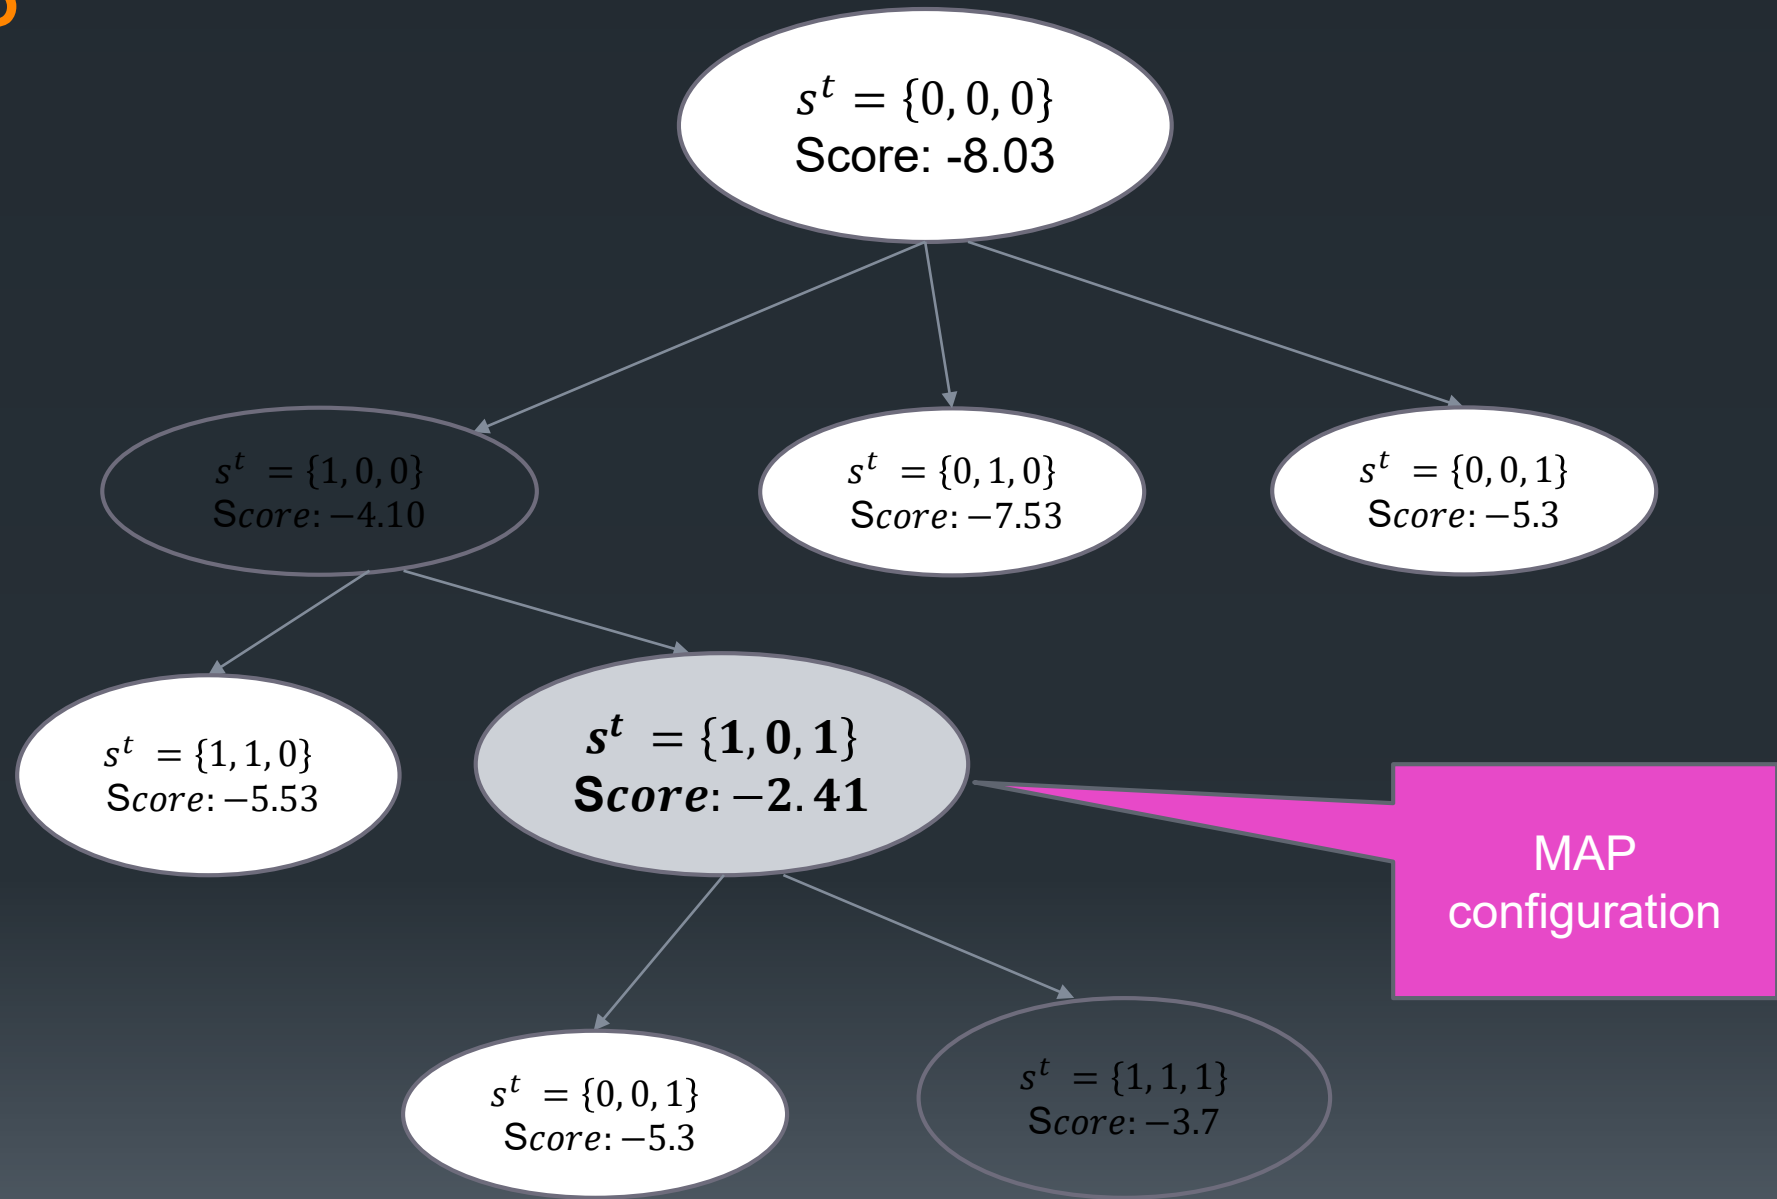 s^t = {0, 0, 0}
Score: -8.03
s^t = {1, 0, 0}
Score: −4.10
s^t = {0, 1, 0}
Score: −7.53
s^t = {0, 0, 1}
Score: −5.3
s^t = {1, 1, 0}
Score: −5.53
s^t = {1, 0, 1}
Score: −2.41
MAP
configuration
s^t = {0, 0, 1}
Score: −5.3
s^t = {1, 1, 1}
Score: −3.7